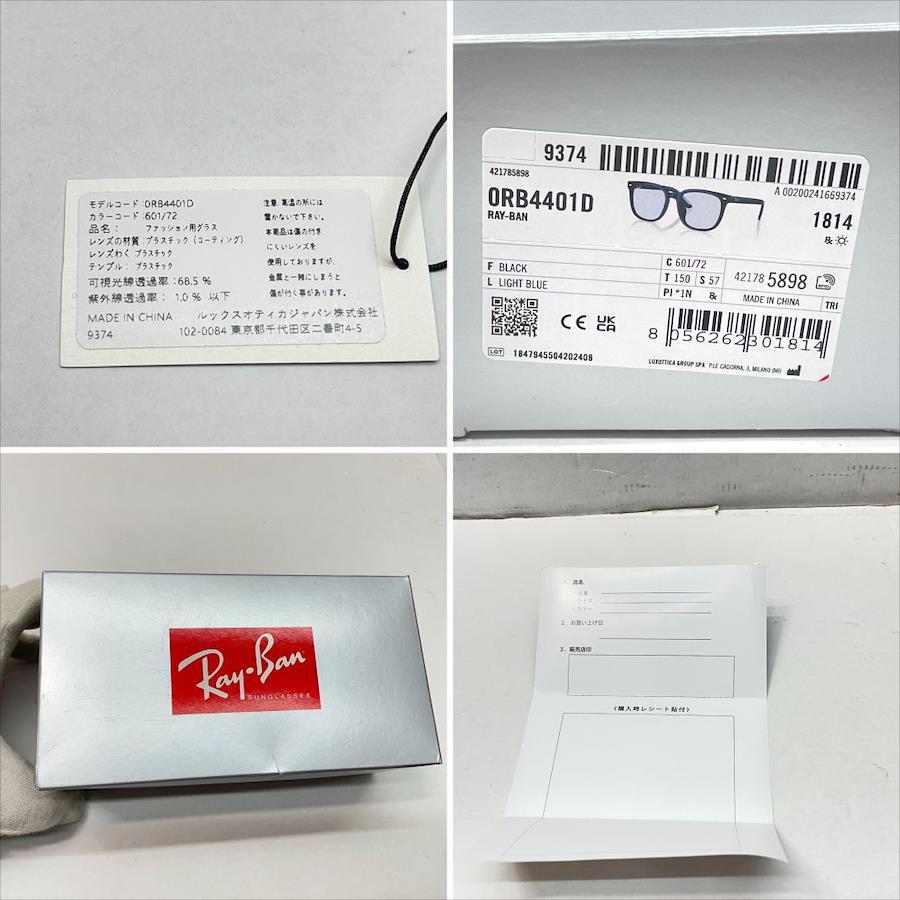 モデルコード：0RB4401D
カラーコード：601/72
品名： ファッション用グラス
レンズの材質：プラスチック（コーティング）
レンズわく プラスチック
テンプル： プラスチック
可視光線透過率：68.5 %
紫外線透過率： 1.0 % 以下
MADE IN CHINA ルックスオティカジャパン株式会社
9374 102-0084 東京都千代田区二番町4-5
注意：高温の所には
置かないで下さい。
本商品は傷の付き
にくいレンズを
使用しておりますが、
金属と一緒にしまうと
傷が付く事があります。
9374
421785898
A 00200241669374
0RB4401D
RAY-BAN
1814
&
F BLACK
L LIGHT BLUE
C 601/72
T 150 S 57
PI *1N &
42178 5898
MADE IN CHINA
TRI
CE UK CA
8 056262 301814
LOT 1847945504202408
LUXOTTICA GROUP SPA P.LE CADORNA, 3, MILANO (MI)
Ray-Ban
SUNGLASSES
1．品名
・品番
・サイズ
・カラー
2．お買い上げ日
3．販売店印
《購入時レシート貼付》